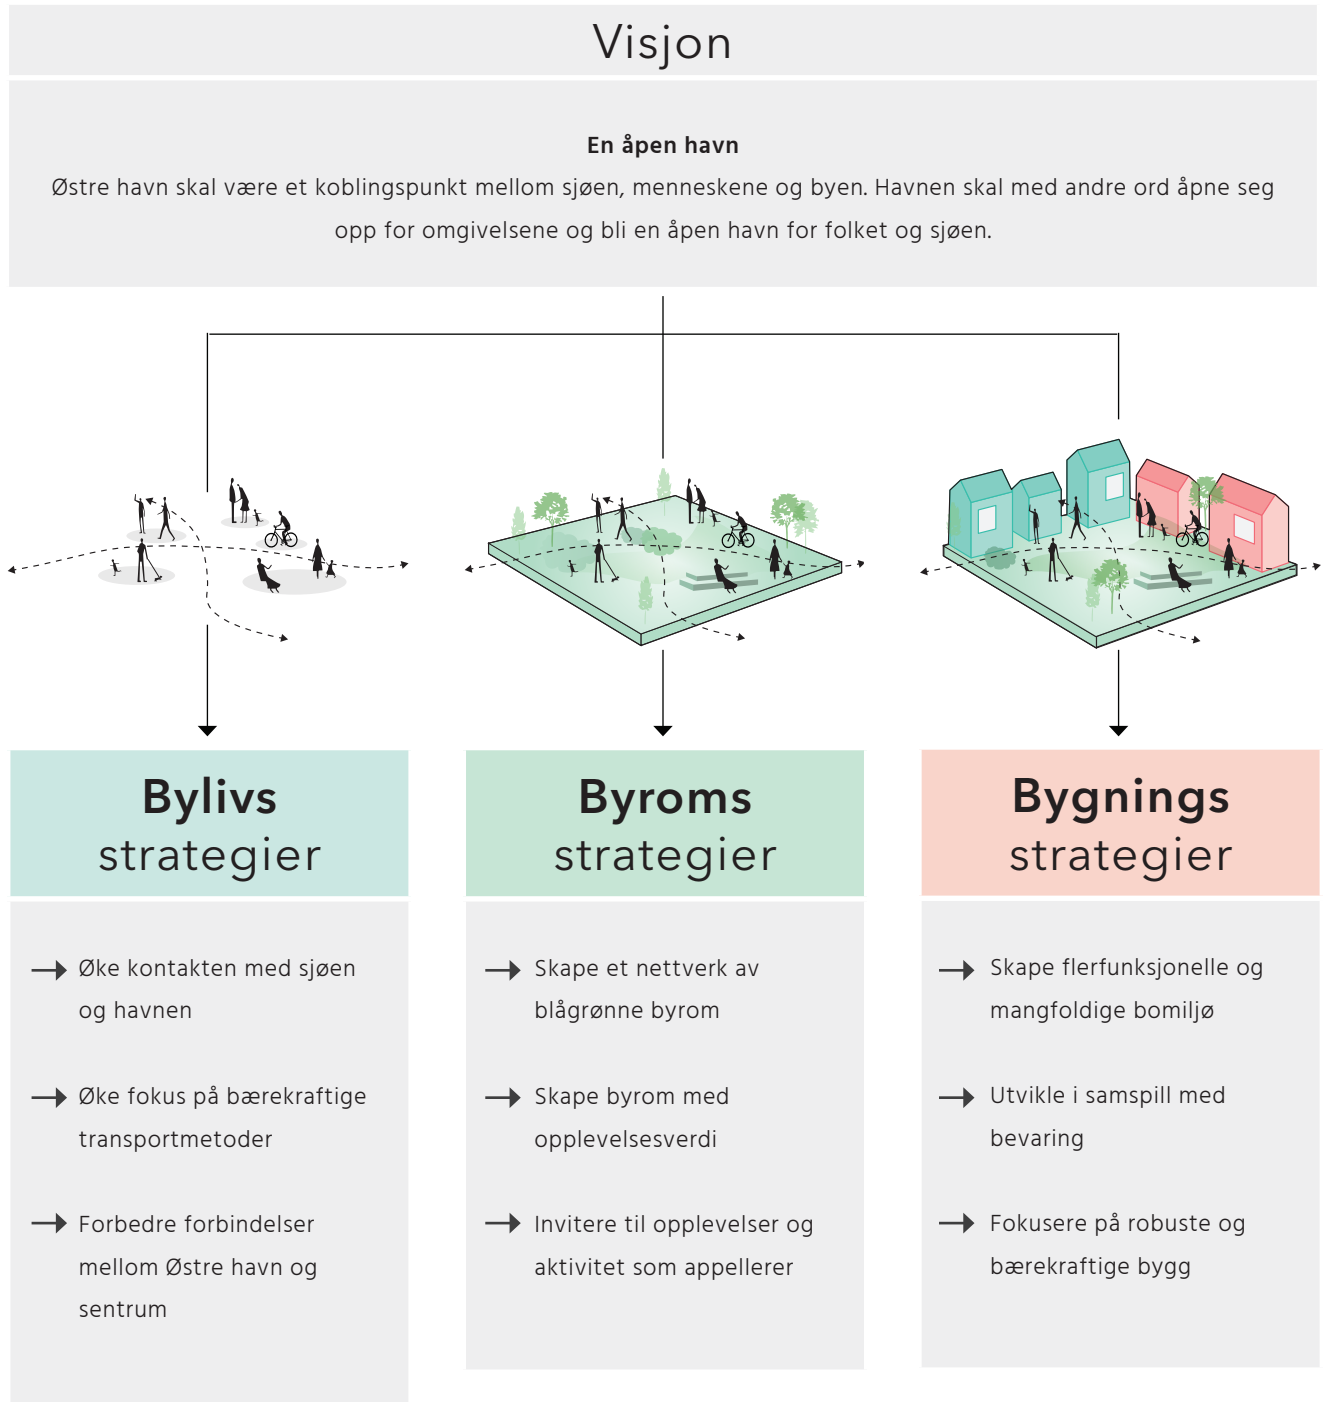 Visjon
En åpen havn
Østre havn skal være et koblingspunkt mellom sjøen, menneskene og byen. Havnen skal med andre ord åpne seg
opp for omgivelsene og bli en åpen havn for folket og sjøen.
Bylivs
strategier
Øke kontakten med sjøen
og havnen
Øke fokus på bærekraftige
transportmetoder
Forbedre forbindelser
mellom Østre havn og
sentrum
Byroms
strategier
Skape et nettverk av
blågrønne byrom
Skape byrom med
opplevelsesverdi
Invitere til opplevelser og
aktivitet som appellerer
Bygnings
strategier
Skape flerfunksjonelle og
mangfoldige bomiljø
Utvikle i samspill med
bevaring
Fokusere på robuste og
bærekraftige bygg